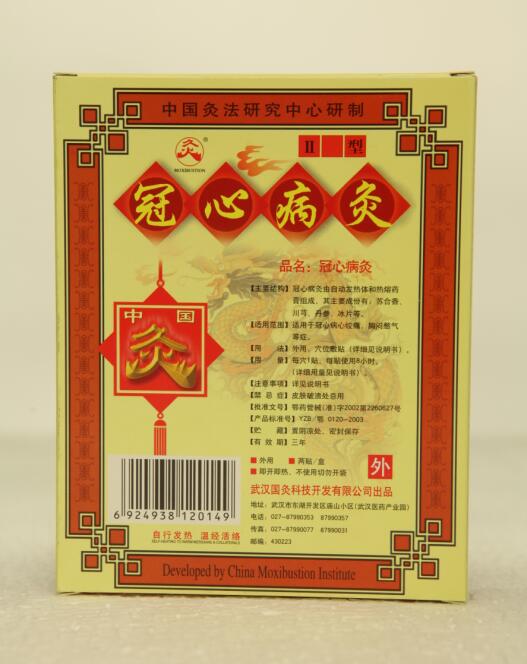 中国灸法研究中心研制
灸®
MOXIBUSTION
II 型
冠心病灸
品名：冠心病灸
【主要结构】冠心病灸由自动发热体和热熔药
膏组成，其主要成份有：苏合香、
川芎、丹参、冰片等。
【适用范围】适用于冠心病心绞痛，胸闷憋气
等症。
【用　　法】外用，穴位敷贴（详细见说明书）。
【用　　量】每穴1贴，每贴使用8小时。
（详细用量见说明书）。
【注意事项】详见说明书
【禁 忌 症】皮肤破溃处忌用
【批准文号】鄂药管械(准)字2002第2260627号
【产品标准号】YZB/鄂 0120-2003
【贮　　藏】置阴凉处、密封保存
【有 效 期】三年
中国
灸
■外用 ■两贴/盒
■即开即热、不使用切勿开袋
外
武汉国灸科技开发有限公司出品
地址：武汉市东湖开发区庙山小区(武汉医药产业园)
电话：027-87990353 87990357
传真：027-87990077 87990031
邮编：430223
6 924938 120149
自行发热 温经活络
Developed by China Moxibustion Institute